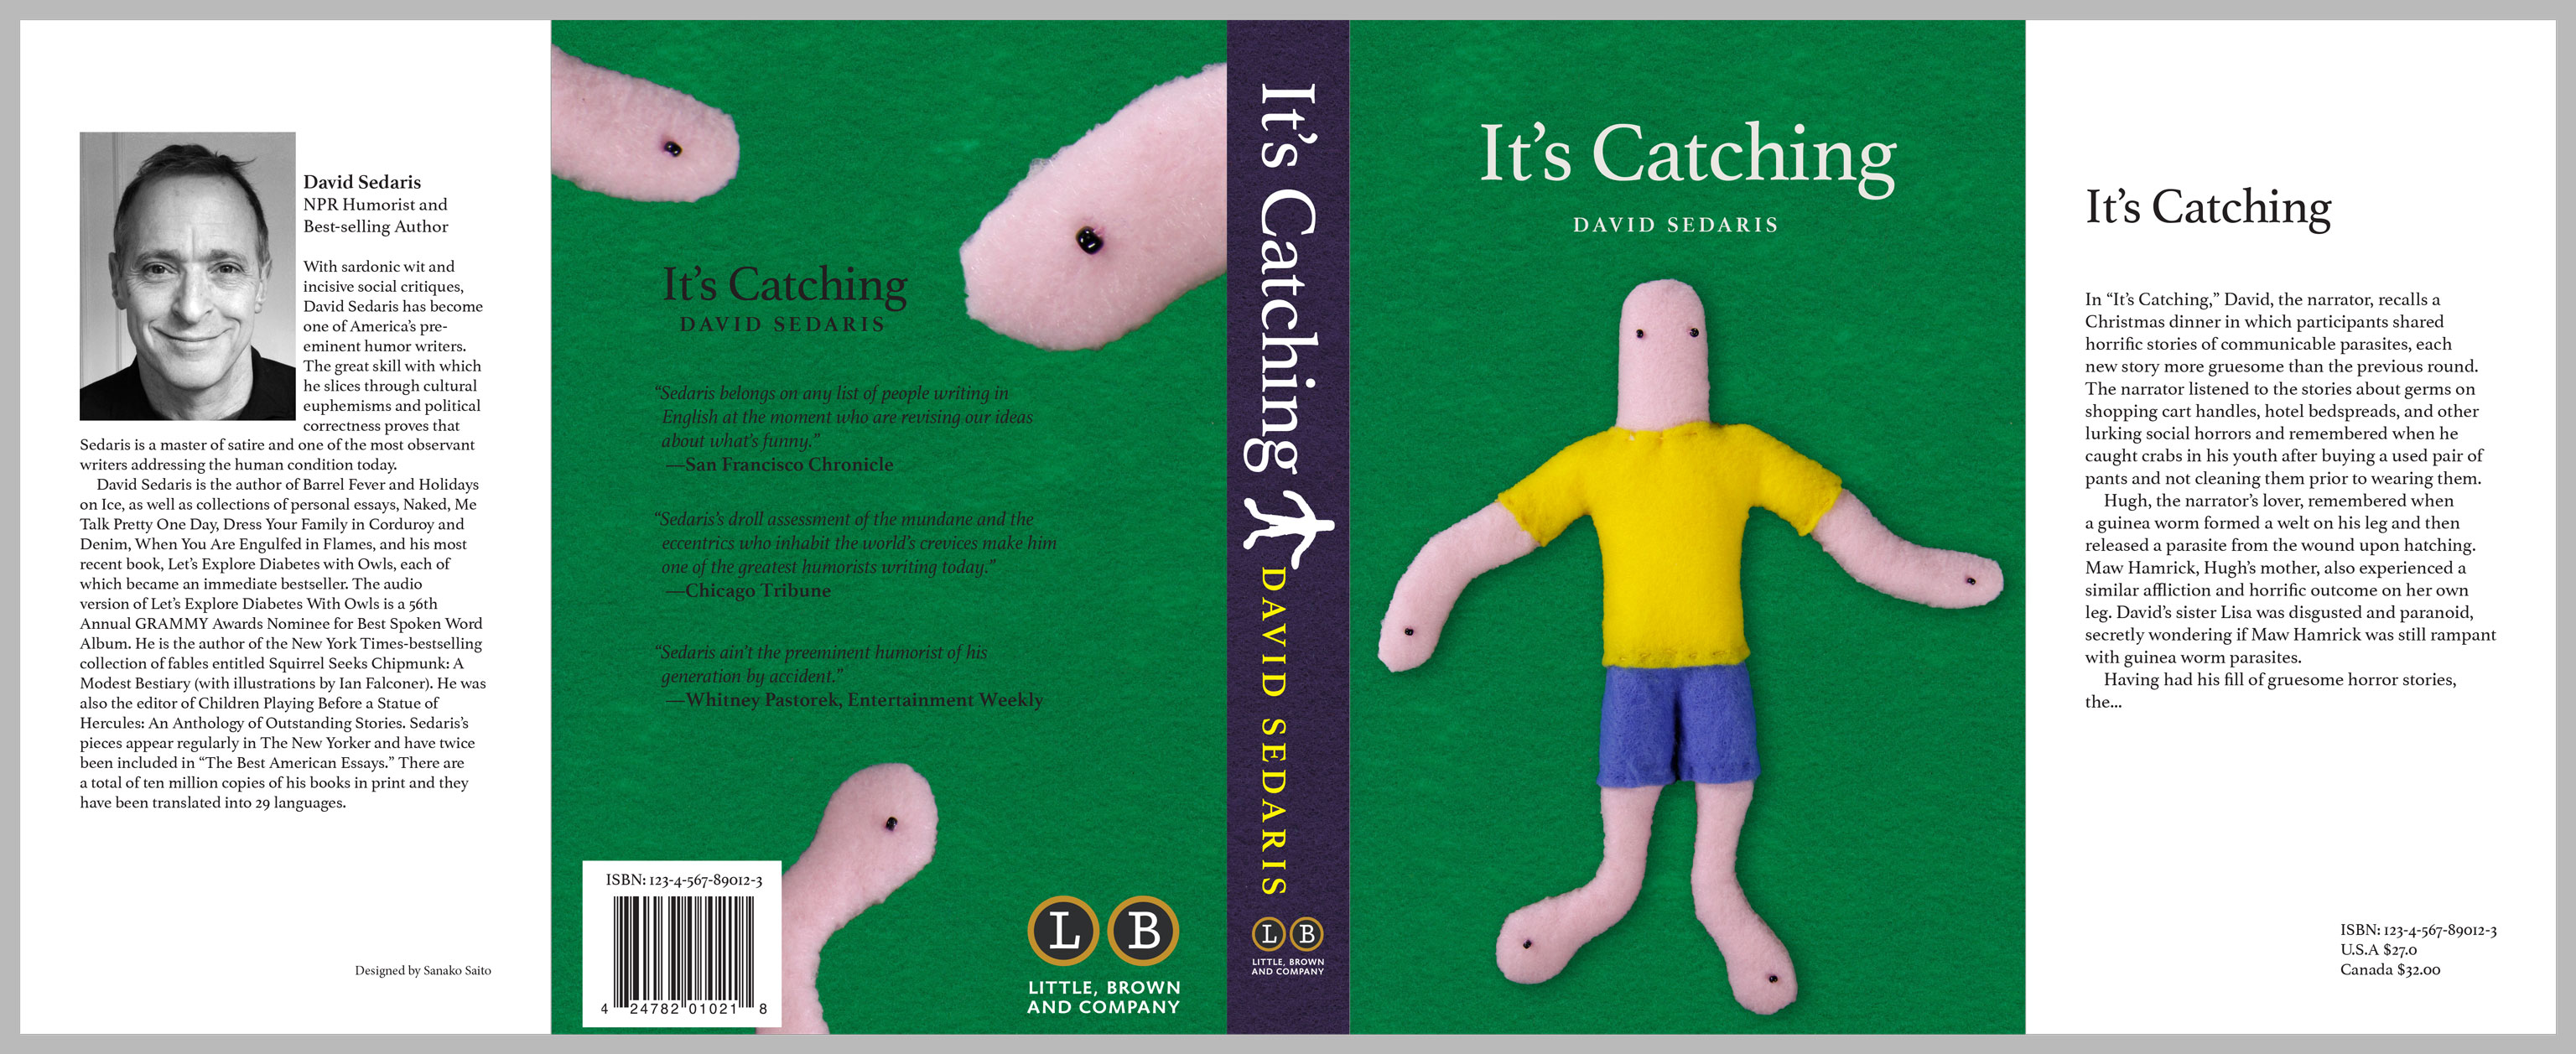 David Sedaris
NPR Humorist and
Best-selling Author
With sardonic wit and
incisive social critiques,
David Sedaris has become
one of America’s pre-
eminent humor writers.
The great skill with which
he slices through cultural
euphemisms and political
correctness proves that
Sedaris is a master of satire and one of the most observant
writers addressing the human condition today.
David Sedaris is the author of Barrel Fever and Holidays
on Ice, as well as collections of personal essays, Naked, Me
Talk Pretty One Day, Dress Your Family in Corduroy and
Denim, When You Are Engulfed in Flames, and his most
recent book, Let’s Explore Diabetes with Owls, each of
which became an immediate bestseller. The audio
version of Let’s Explore Diabetes With Owls is a 56th
Annual GRAMMY Awards Nominee for Best Spoken Word
Album. He is the author of the New York Times-bestselling
collection of fables entitled Squirrel Seeks Chipmunk: A
Modest Bestiary (with illustrations by Ian Falconer). He was
also the editor of Children Playing Before a Statue of
Hercules: An Anthology of Outstanding Stories. Sedaris’s
pieces appear regularly in The New Yorker and have twice
been included in “The Best American Essays.” There are
a total of ten million copies of his books in print and they
have been translated into 29 languages.
Designed by Sanako Saito
It’s Catching
DAVID SEDARIS
“Sedaris belongs on any list of people writing in
English at the moment who are revising our ideas
about what’s funny.”
—San Francisco Chronicle
“Sedaris’s droll assessment of the mundane and the
eccentrics who inhabit the world’s crevices make him
one of the greatest humorists writing today.”
—Chicago Tribune
“Sedaris ain’t the preeminent humorist of his
generation by accident.”
—Whitney Pastorek, Entertainment Weekly
ISBN: 123-4-567-89012-3
4 24782 01021 8
L B
LITTLE, BROWN
AND COMPANY
It’s Catching
DAVID SEDARIS
L B
LITTLE, BROWN
AND COMPANY
It’s Catching
DAVID SEDARIS
It’s Catching
In “It’s Catching,” David, the narrator, recalls a
Christmas dinner in which participants shared
horrific stories of communicable parasites, each
new story more gruesome than the previous round.
The narrator listened to the stories about germs on
shopping cart handles, hotel bedspreads, and other
lurking social horrors and remembered when he
caught crabs in his youth after buying a used pair of
pants and not cleaning them prior to wearing them.
Hugh, the narrator’s lover, remembered when
a guinea worm formed a welt on his leg and then
released a parasite from the wound upon hatching.
Maw Hamrick, Hugh’s mother, also experienced a
similar affliction and horrific outcome on her own
leg. David’s sister Lisa was disgusted and paranoid,
secretly wondering if Maw Hamrick was still rampant
with guinea worm parasites.
Having had his fill of gruesome horror stories,
the...
ISBN: 123-4-567-89012-3
U.S.A $27.0
Canada $32.00